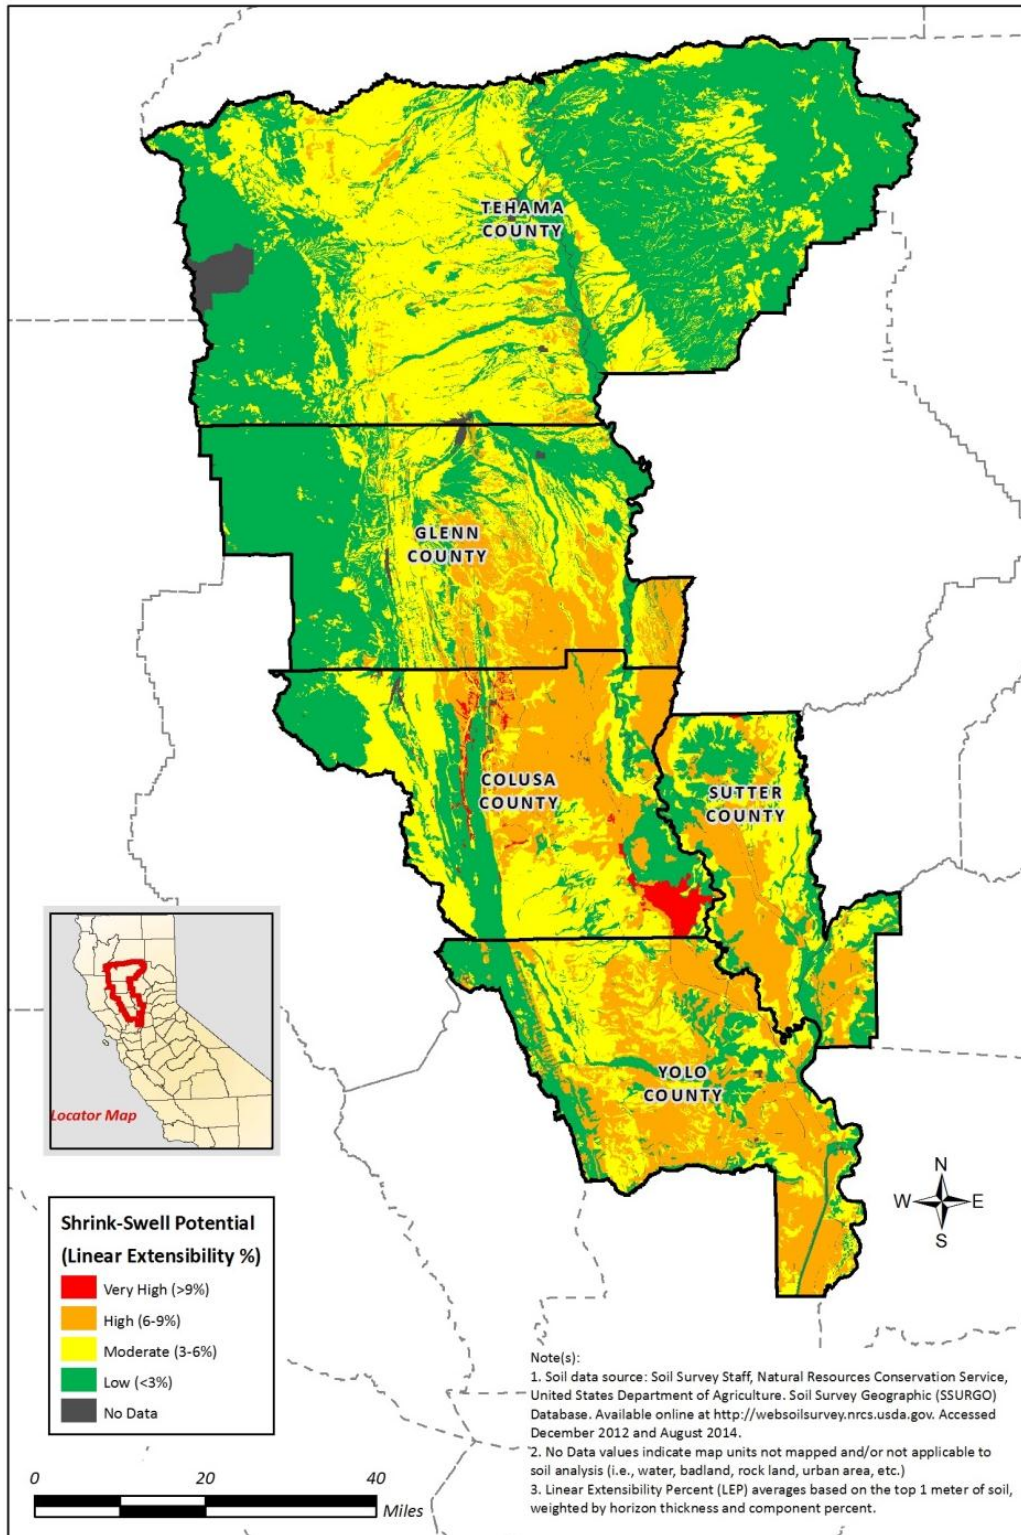 TEHAMA
COUNTY
GLENN
COUNTY
COLUSA
COUNTY
SUTTER
COUNTY
YOLO
COUNTY
Locator Map
N
W E
S
Shrink-Swell Potential
(Linear Extensibility %)
Very High (>9%)
High (6-9%)
Moderate (3-6%)
Low (<3%)
No Data
0 20 40
Miles
Note(s):
1. Soil data source: Soil Survey Staff, Natural Resources Conservation Service,
United States Department of Agriculture. Soil Survey Geographic (SSURGO)
Database. Available online at http://websoilsurvey.nrcs.usda.gov. Accessed
December 2012 and August 2014.
2. No Data values indicate map units not mapped and/or not applicable to
soil analysis (i.e., water, badland, rock land, urban area, etc.)
3. Linear Extensibility Percent (LEP) averages based on the top 1 meter of soil,
weighted by horizon thickness and component percent.